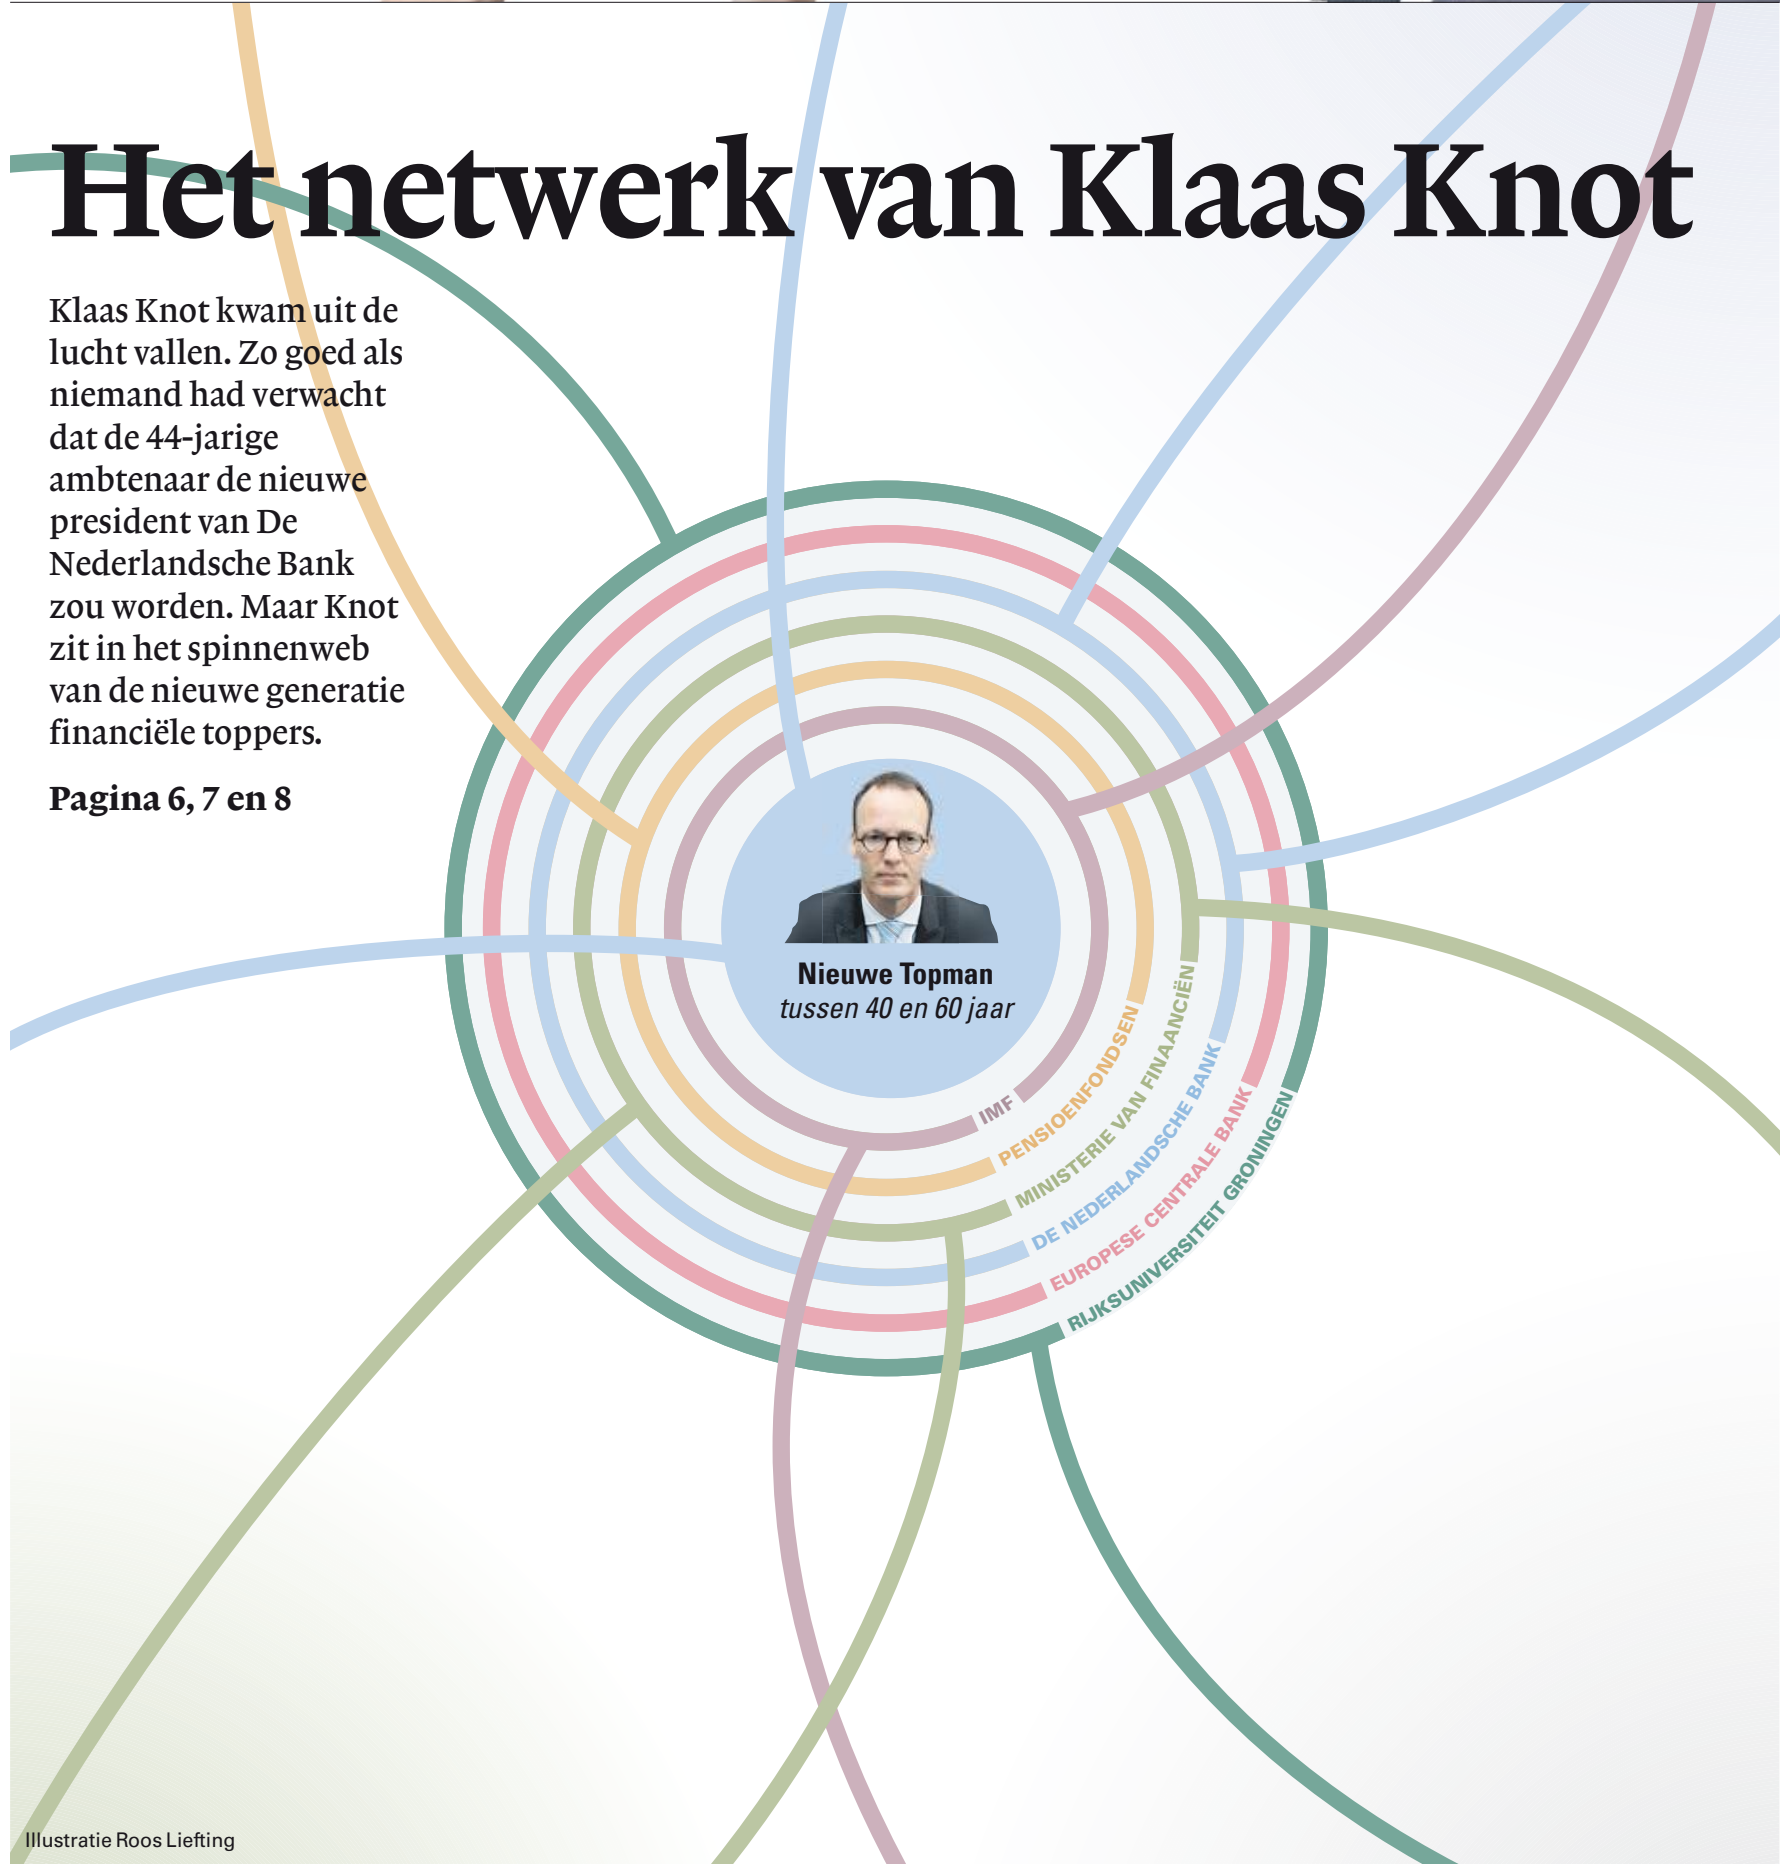 Het netwerk van Klaas Knot
Klaas Knot kwam uit de
lucht vallen. Zo goed als
niemand had verwacht
dat de 44-jarige
ambtenaar de nieuwe
president van De
Nederlandsche Bank
zou worden. Maar Knot
zit in het spinnenweb
van de nieuwe generatie
financiële toppers.
Pagina 6, 7 en 8
Nieuwe Topman
tussen 40 en 60 jaar
IMF
PENSIOENFONDSEN
MINISTERIE VAN FINAANCIËN
DE NEDERLANDSCHE BANK
EUROPESE CENTRALE BANK
RIJKSUNIVERSITEIT GRONINGEN
Illustratie Roos Liefting